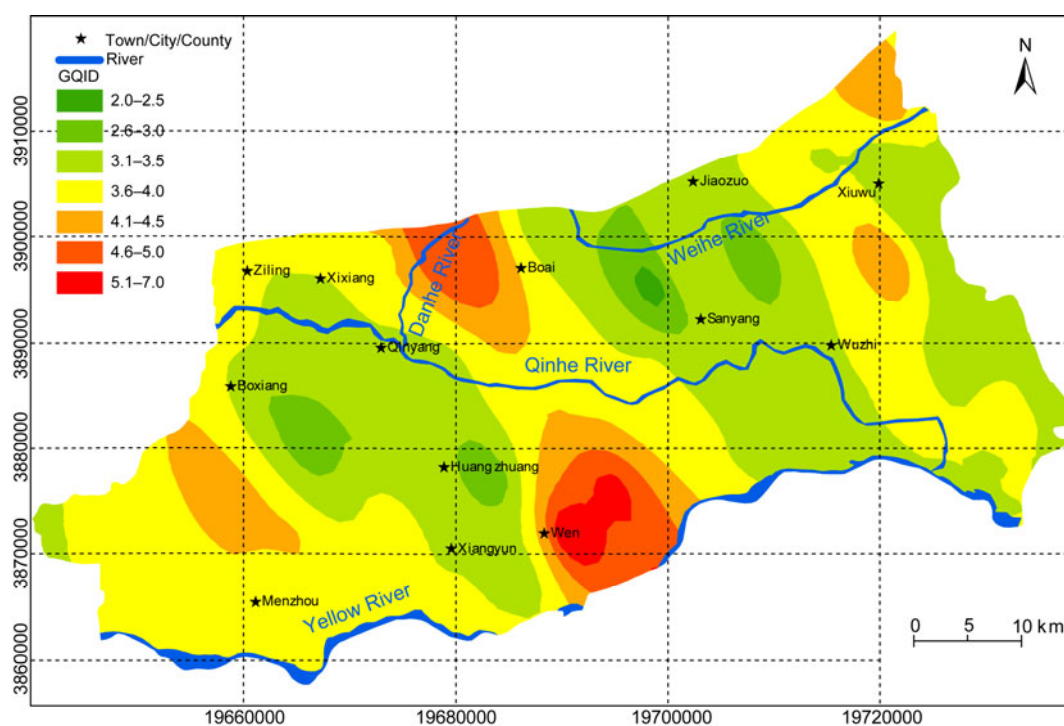 Town/City/County
River
GQID
2.0–2.5
2.6–3.0
3.1–3.5
3.6–4.0
4.1–4.5
4.6–5.0
5.1–7.0
N
3910000
3900000
3890000
3880000
3870000
3860000
Jiaozuo
Xiuwu
Weihe River
Ziling
Xixiang
Danhe River
Boai
Sanyang
Qinyang
Wuzhi
Qinhe River
Boxiang
Huang zhuang
Wen
Xiangyun
Menzhou
Yellow River
0 5 10 km
19660000 19680000 19700000 19720000